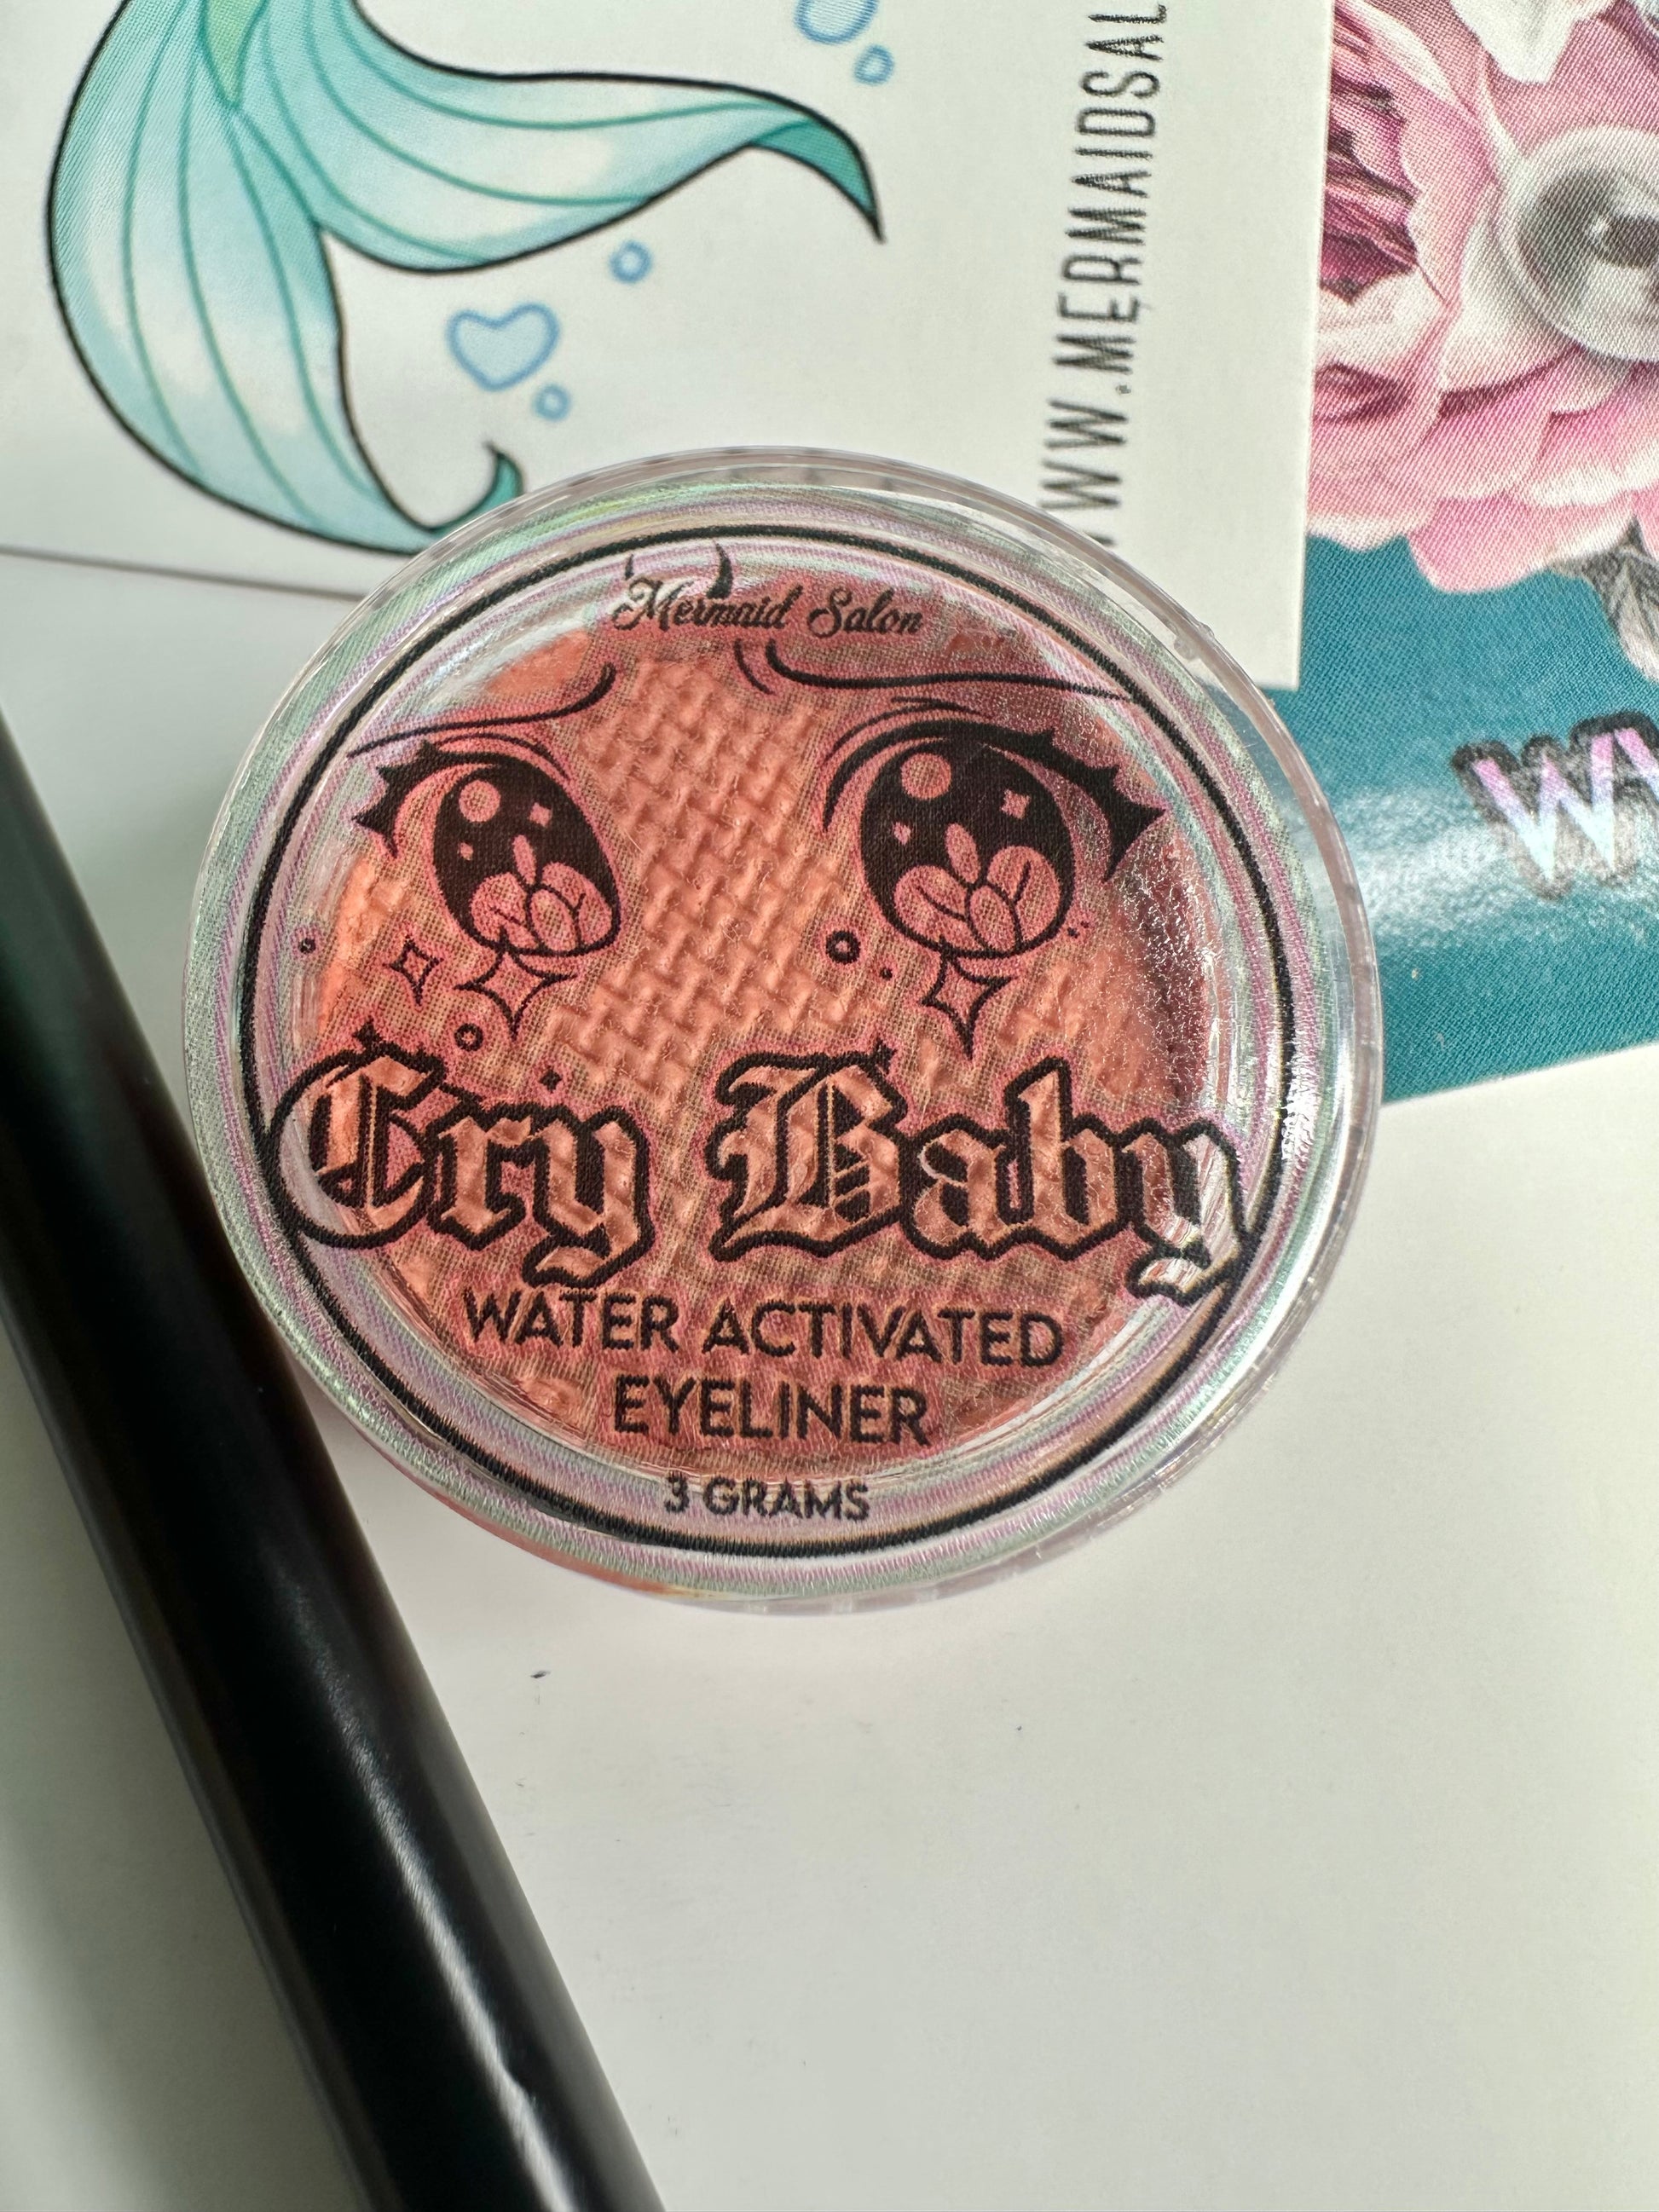 WWW.MERMAIDSAL
Mermaid Salon
Cry Baby
WATER ACTIVATED
EYELINER
3 GRAMS